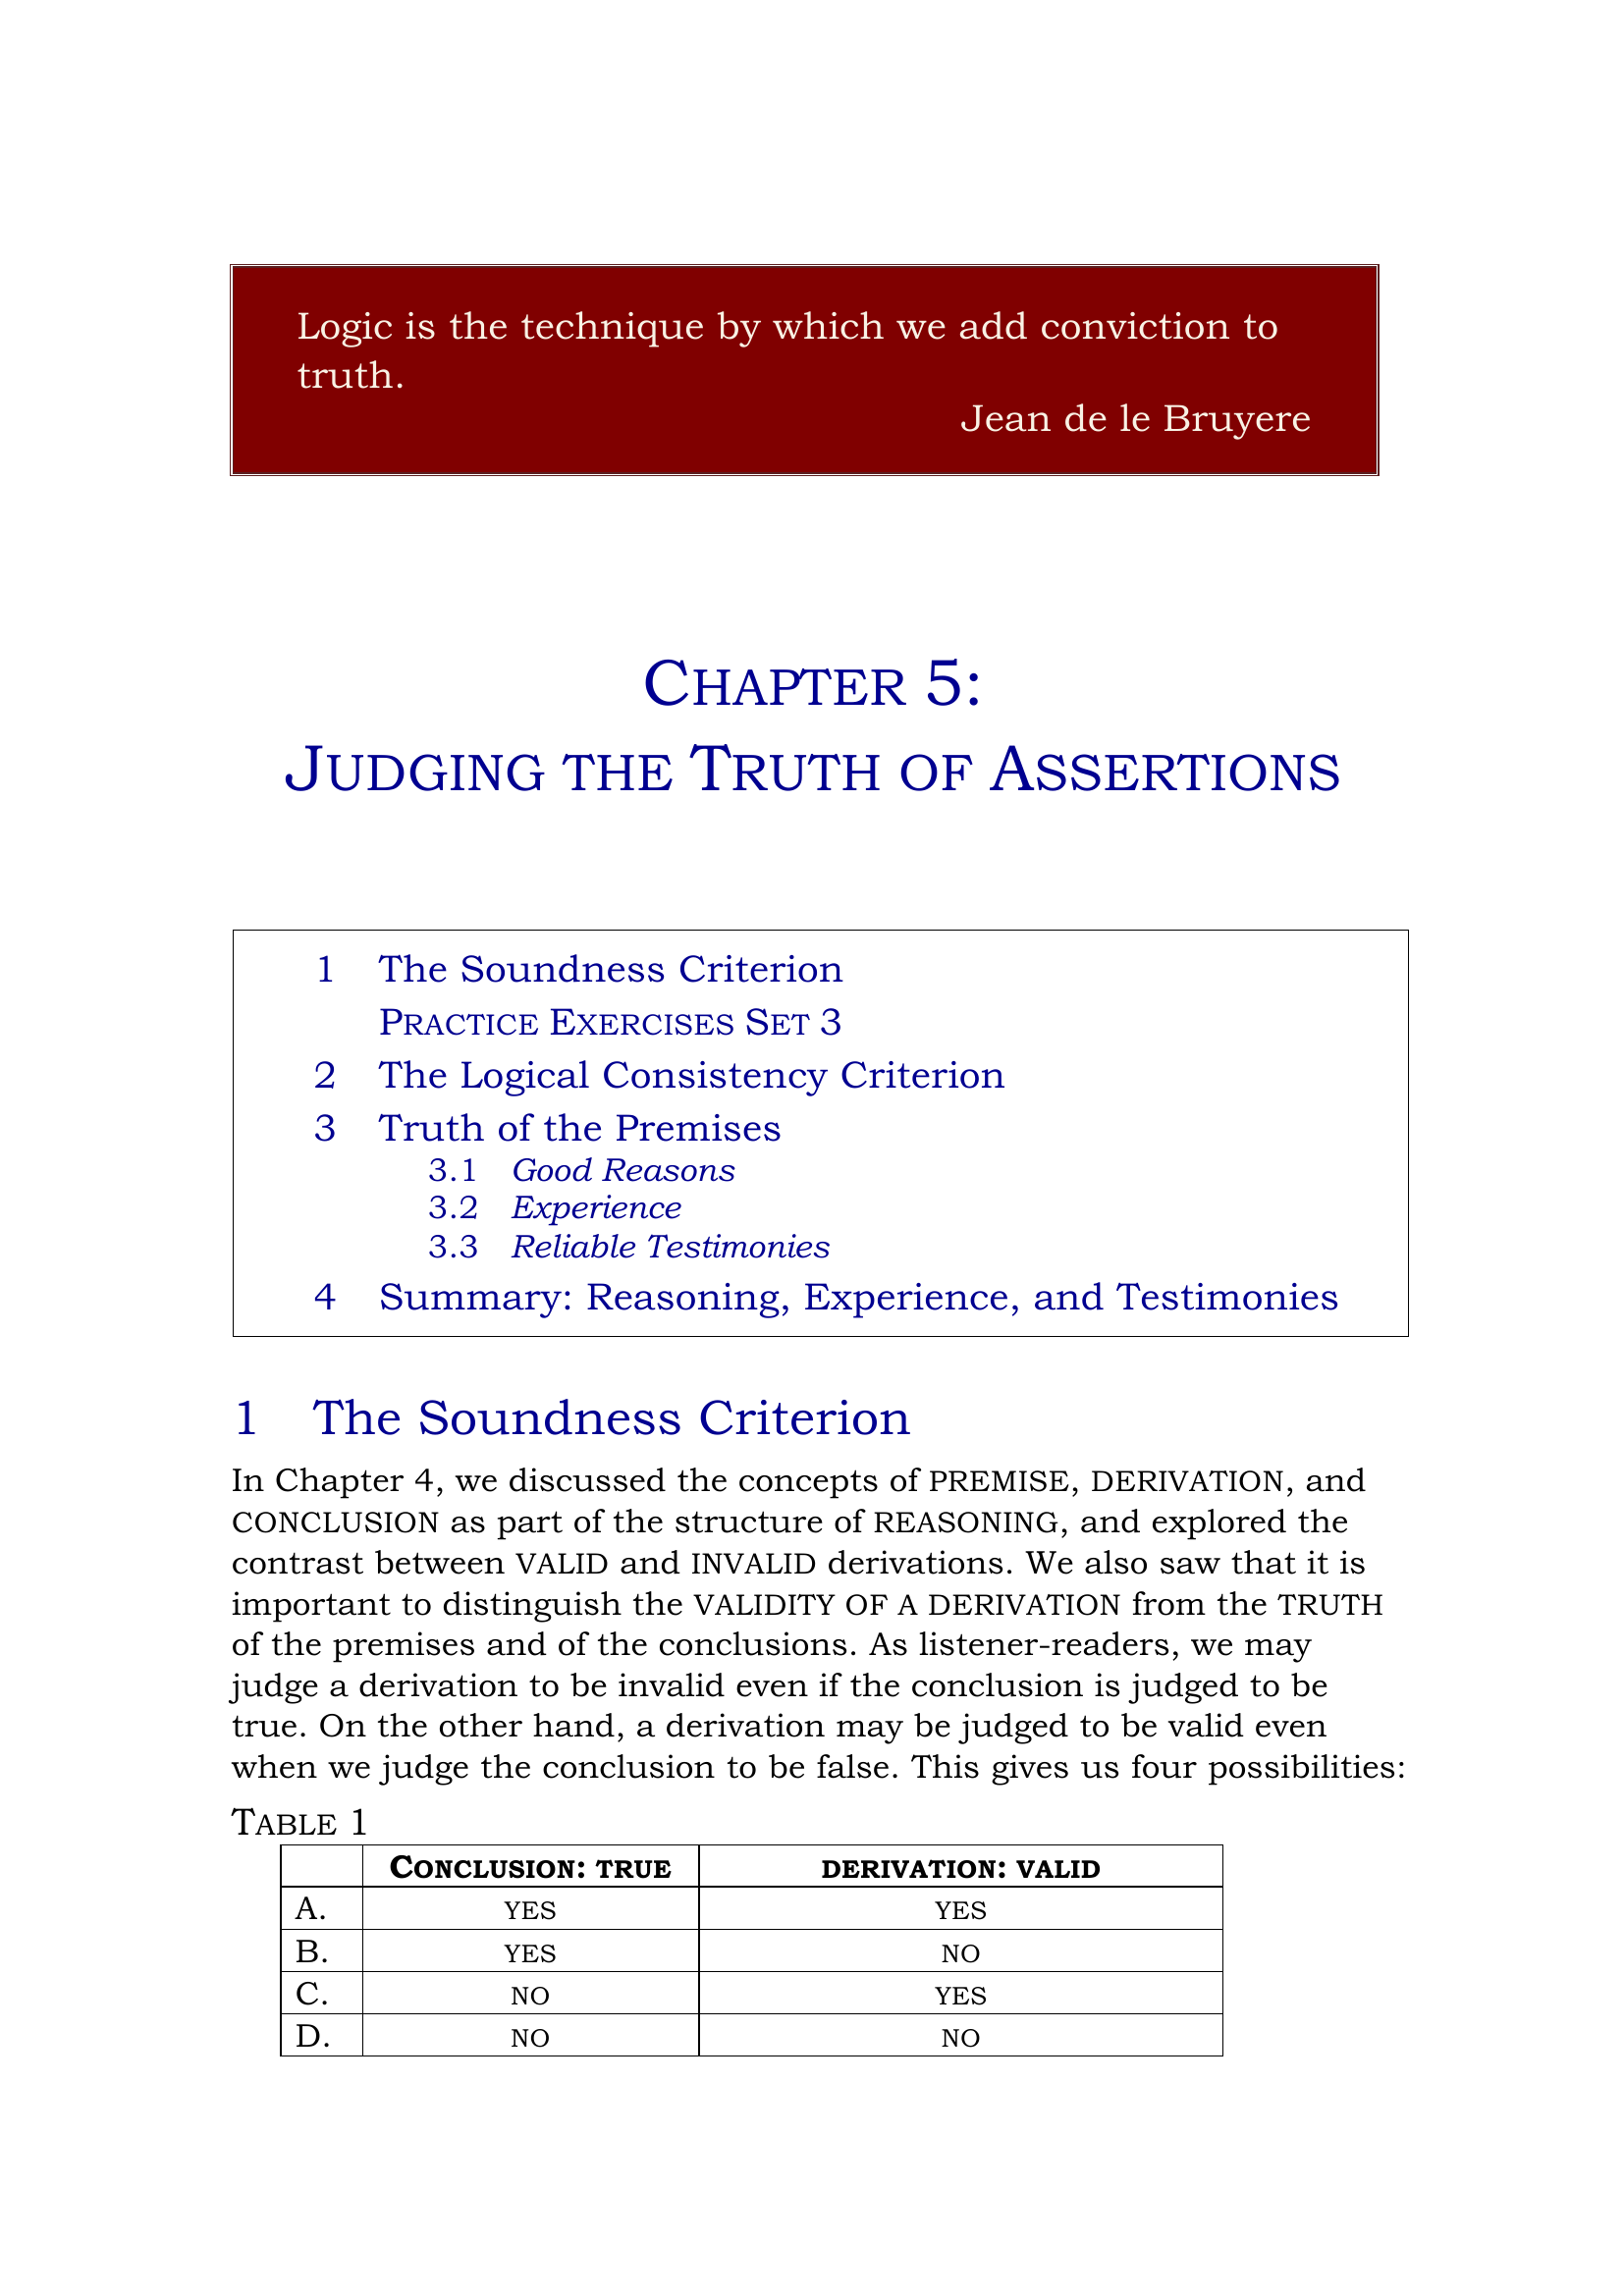 Logic is the technique by which we add conviction to
truth.
Jean de le Bruyere
CHAPTER 5:
JUDGING THE TRUTH OF ASSERTIONS
1 The Soundness Criterion
PRACTICE EXERCISES SET 3
2 The Logical Consistency Criterion
3 Truth of the Premises
3.1 Good Reasons
3.2 Experience
3.3 Reliable Testimonies
4 Summary: Reasoning, Experience, and Testimonies
1 The Soundness Criterion
In Chapter 4, we discussed the concepts of PREMISE, DERIVATION, and
CONCLUSION as part of the structure of REASONING, and explored the
contrast between VALID and INVALID derivations. We also saw that it is
important to distinguish the VALIDITY OF A DERIVATION from the TRUTH
of the premises and of the conclusions. As listener-readers, we may
judge a derivation to be invalid even if the conclusion is judged to be
true. On the other hand, a derivation may be judged to be valid even
when we judge the conclusion to be false. This gives us four possibilities:
TABLE 1
CONCLUSION: TRUE DERIVATION: VALID
A. YES YES
B. YES NO
C. NO YES
D. NO NO